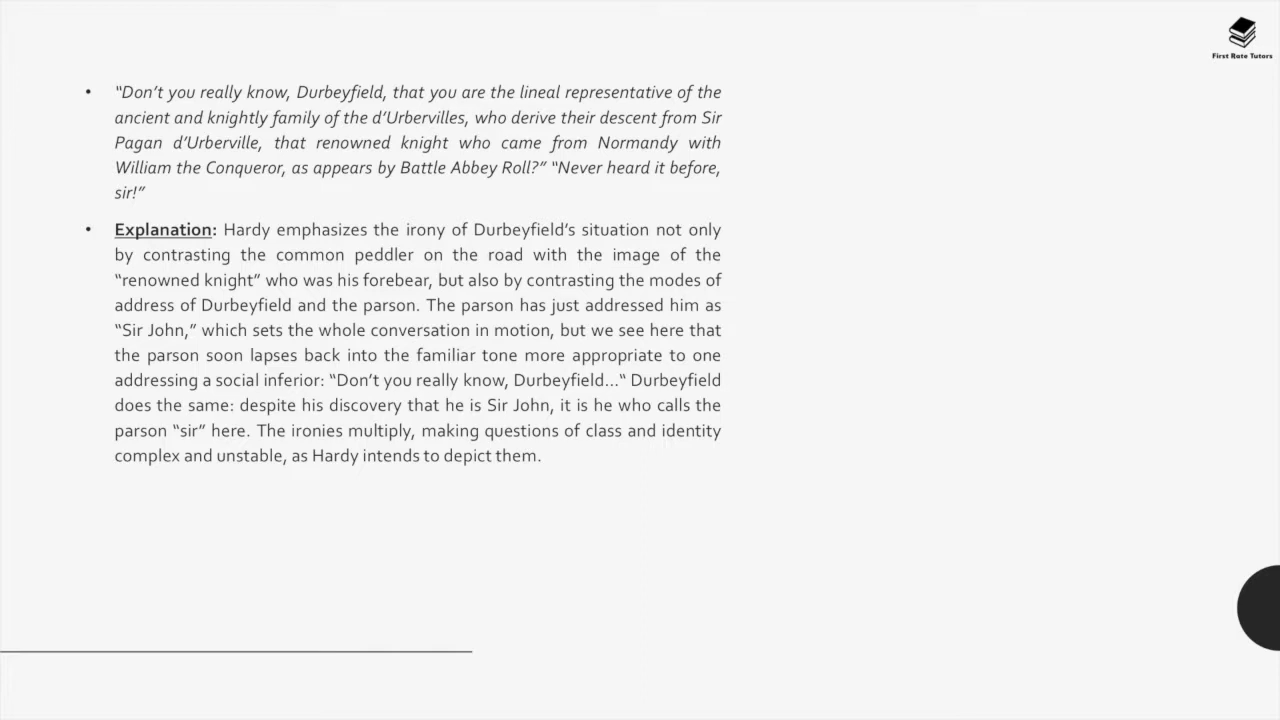 First Rate Tutors
• “Don’t you really know, Durbeyfield, that you are the lineal representative of the
ancient and knightly family of the d’Urbervilles, who derive their descent from Sir
Pagan d’Urberville, that renowned knight who came from Normandy with
William the Conqueror, as appears by Battle Abbey Roll?” “Never heard it before,
sir!”
• Explanation: Hardy emphasizes the irony of Durbeyfield’s situation not only
by contrasting the common peddler on the road with the image of the
“renowned knight” who was his forebear, but also by contrasting the modes of
address of Durbeyfield and the parson. The parson has just addressed him as
“Sir John,” which sets the whole conversation in motion, but we see here that
the parson soon lapses back into the familiar tone more appropriate to one
addressing a social inferior: “Don’t you really know, Durbeyfield...“ Durbeyfield
does the same: despite his discovery that he is Sir John, it is he who calls the
parson “sir” here. The ironies multiply, making questions of class and identity
complex and unstable, as Hardy intends to depict them.